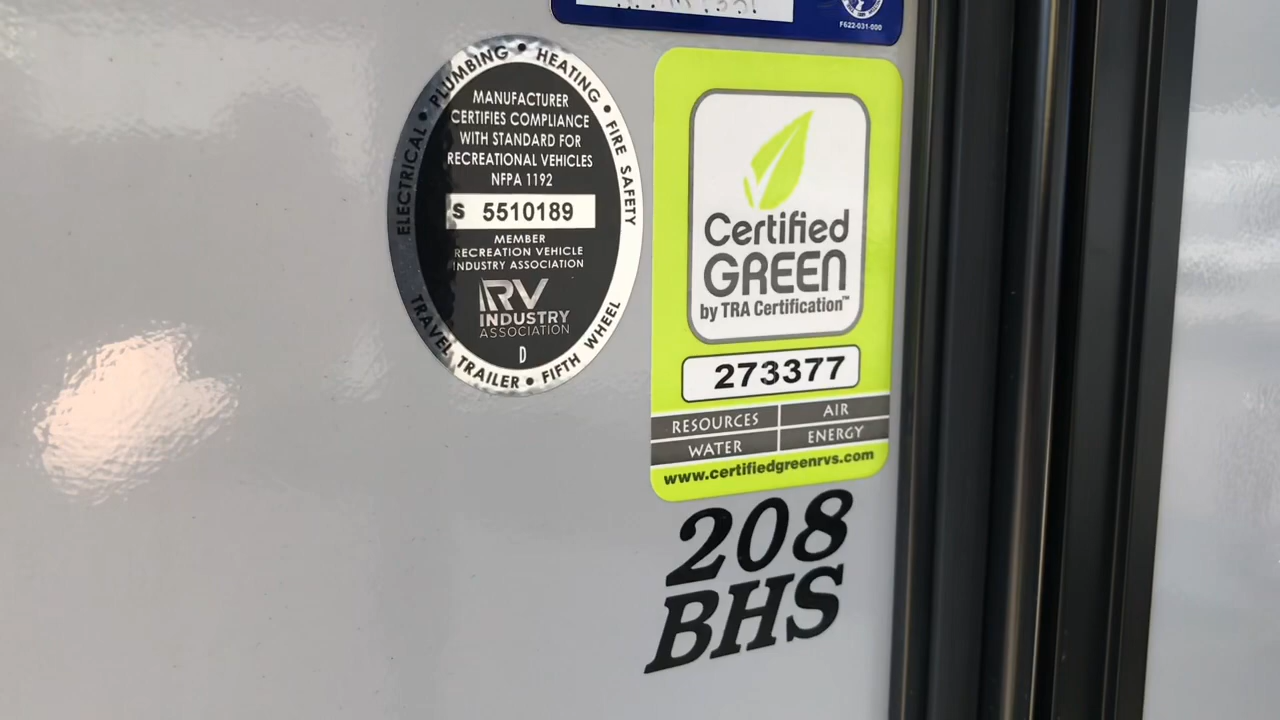 F622-031-000
PLUMBING • HEATING • FIRE SAFETY
ELECTRICAL •
MANUFACTURER
CERTIFIES COMPLIANCE
WITH STANDARD FOR
RECREATIONAL VEHICLES
NFPA 1192
S 5510189
MEMBER
RECREATION VEHICLE
INDUSTRY ASSOCIATION
RV
INDUSTRY
ASSOCIATION
D
TRAVEL TRAILER • FIFTH WHEEL
Certified
GREEN
by TRA Certification™
273377
RESOURCES AIR
WATER ENERGY
www.certifiedgreenrvs.com
208
BHS